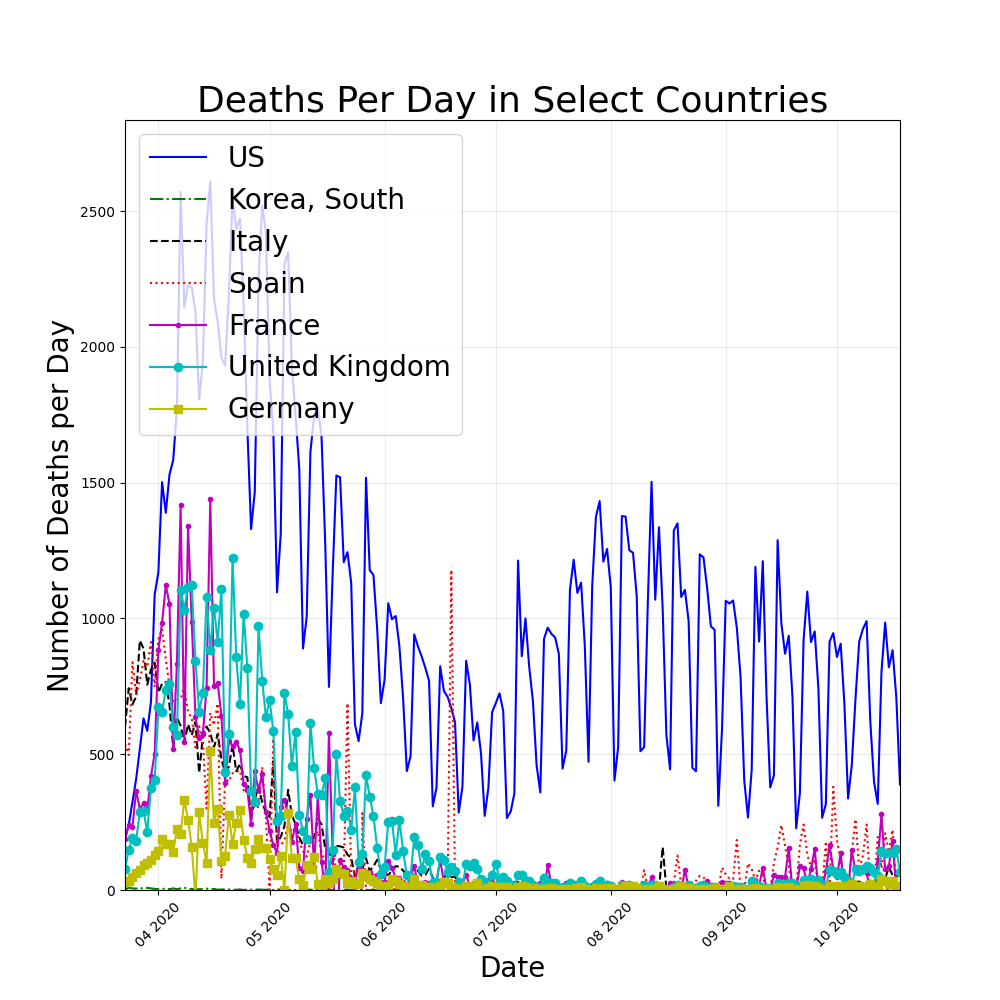 Deaths Per Day in Select Countries
US
Korea, South
Italy
Spain
France
United Kingdom
Germany
Number of Deaths per Day
2500
2000
1500
1000
500
0
04 2020
05 2020
06 2020
07 2020
08 2020
09 2020
10 2020
Date